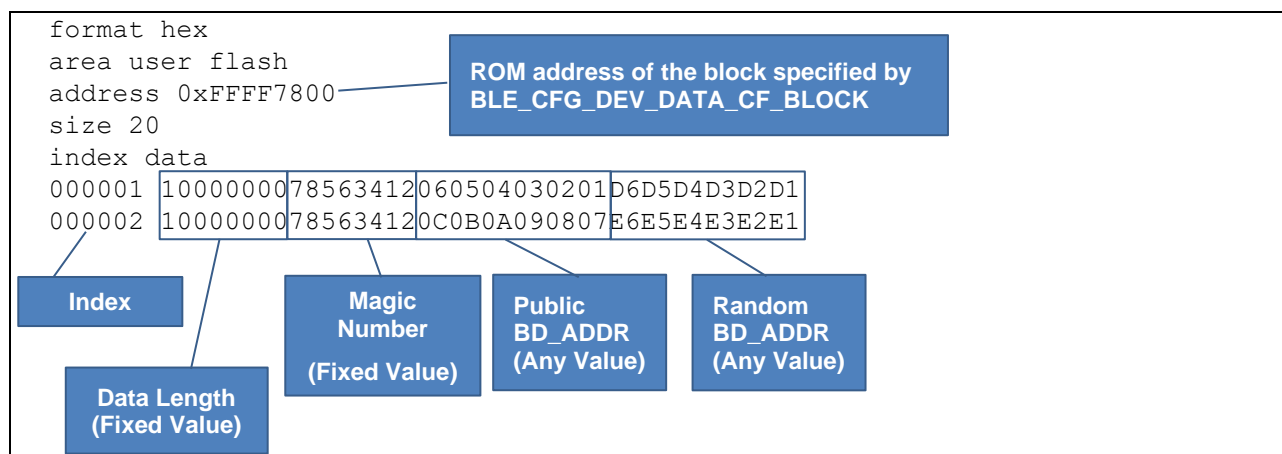 format hex
area user flash
address 0xFFFF7800
size 20
index data
000001 10000000785634120605040302​01D6D5D4D3D2D1
000002 10000000785634120C0B0A090807E6E5E4E3E2E1
ROM address of the block specified by
BLE_CFG_DEV_DATA_CF_BLOCK
Index
Data Length
(Fixed Value)
Magic
Number
(Fixed Value)
Public
BD_ADDR
(Any Value)
Random
BD_ADDR
(Any Value)